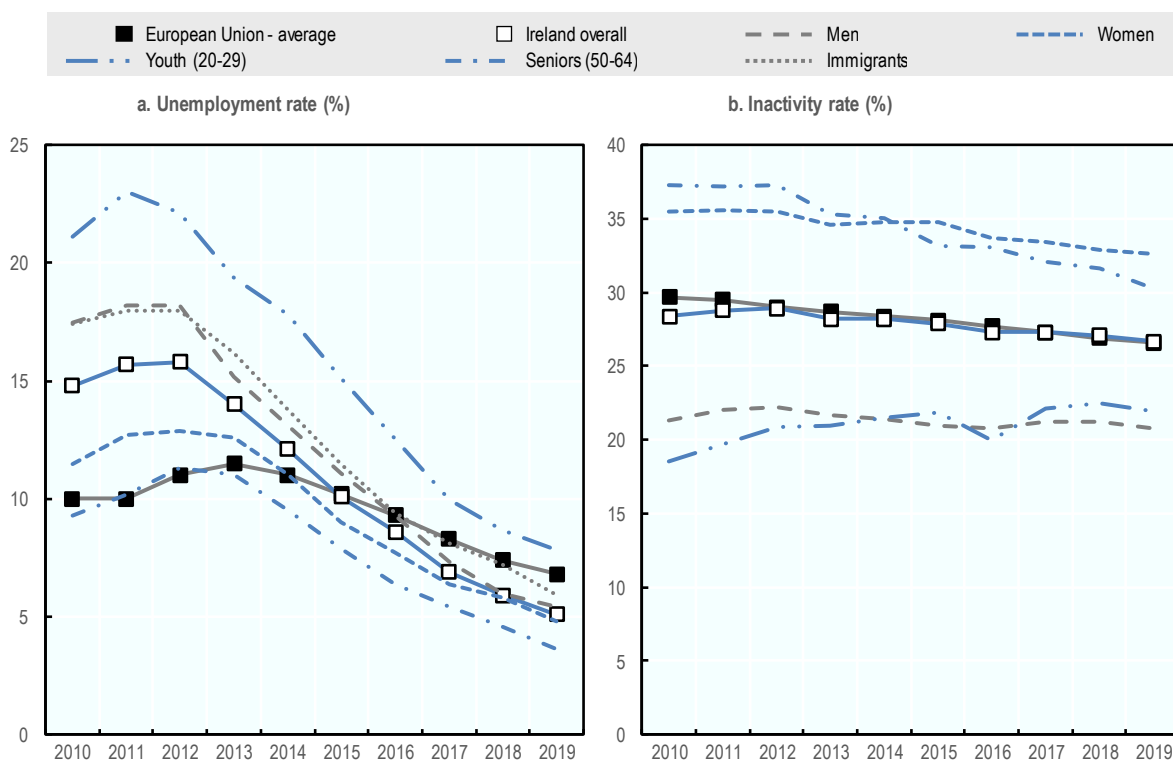 European Union - average Ireland overall Men Women
Youth (20-29) Seniors (50-64) Immigrants
a. Unemployment rate (%)
25
20
15
10
5
0
2010 2011 2012 2013 2014 2015 2016 2017 2018 2019
b. Inactivity rate (%)
40
35
30
25
20
15
10
5
0
2010 2011 2012 2013 2014 2015 2016 2017 2018 2019